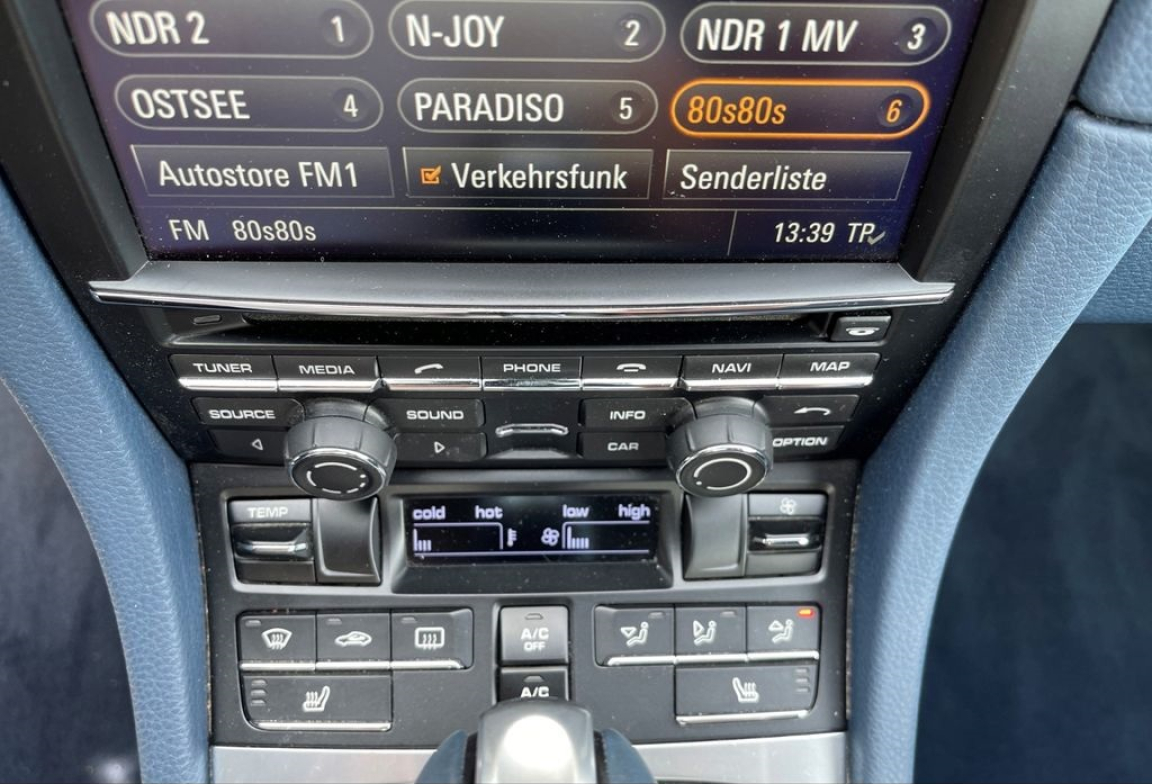 NDR 2 1 N-JOY 2 NDR 1 MV 3
OSTSEE 4 PARADISO 5 80s80s 6
Autostore FM1 Verkehrsfunk Senderliste
FM 80s80s 13:39 TP
TUNER MEDIA PHONE NAVI MAP
SOURCE SOUND INFO
CAR OPTION
cold hot low high
TEMP
A/C
OFF
A/C